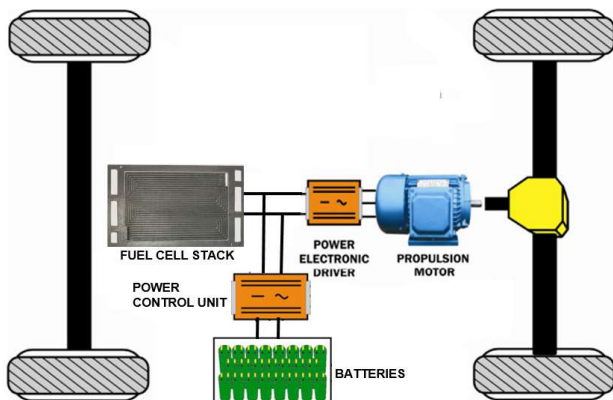 FUEL CELL STACK
POWER
ELECTRONIC
DRIVER
PROPULSION
MOTOR
POWER
CONTROL UNIT
BATTERIES